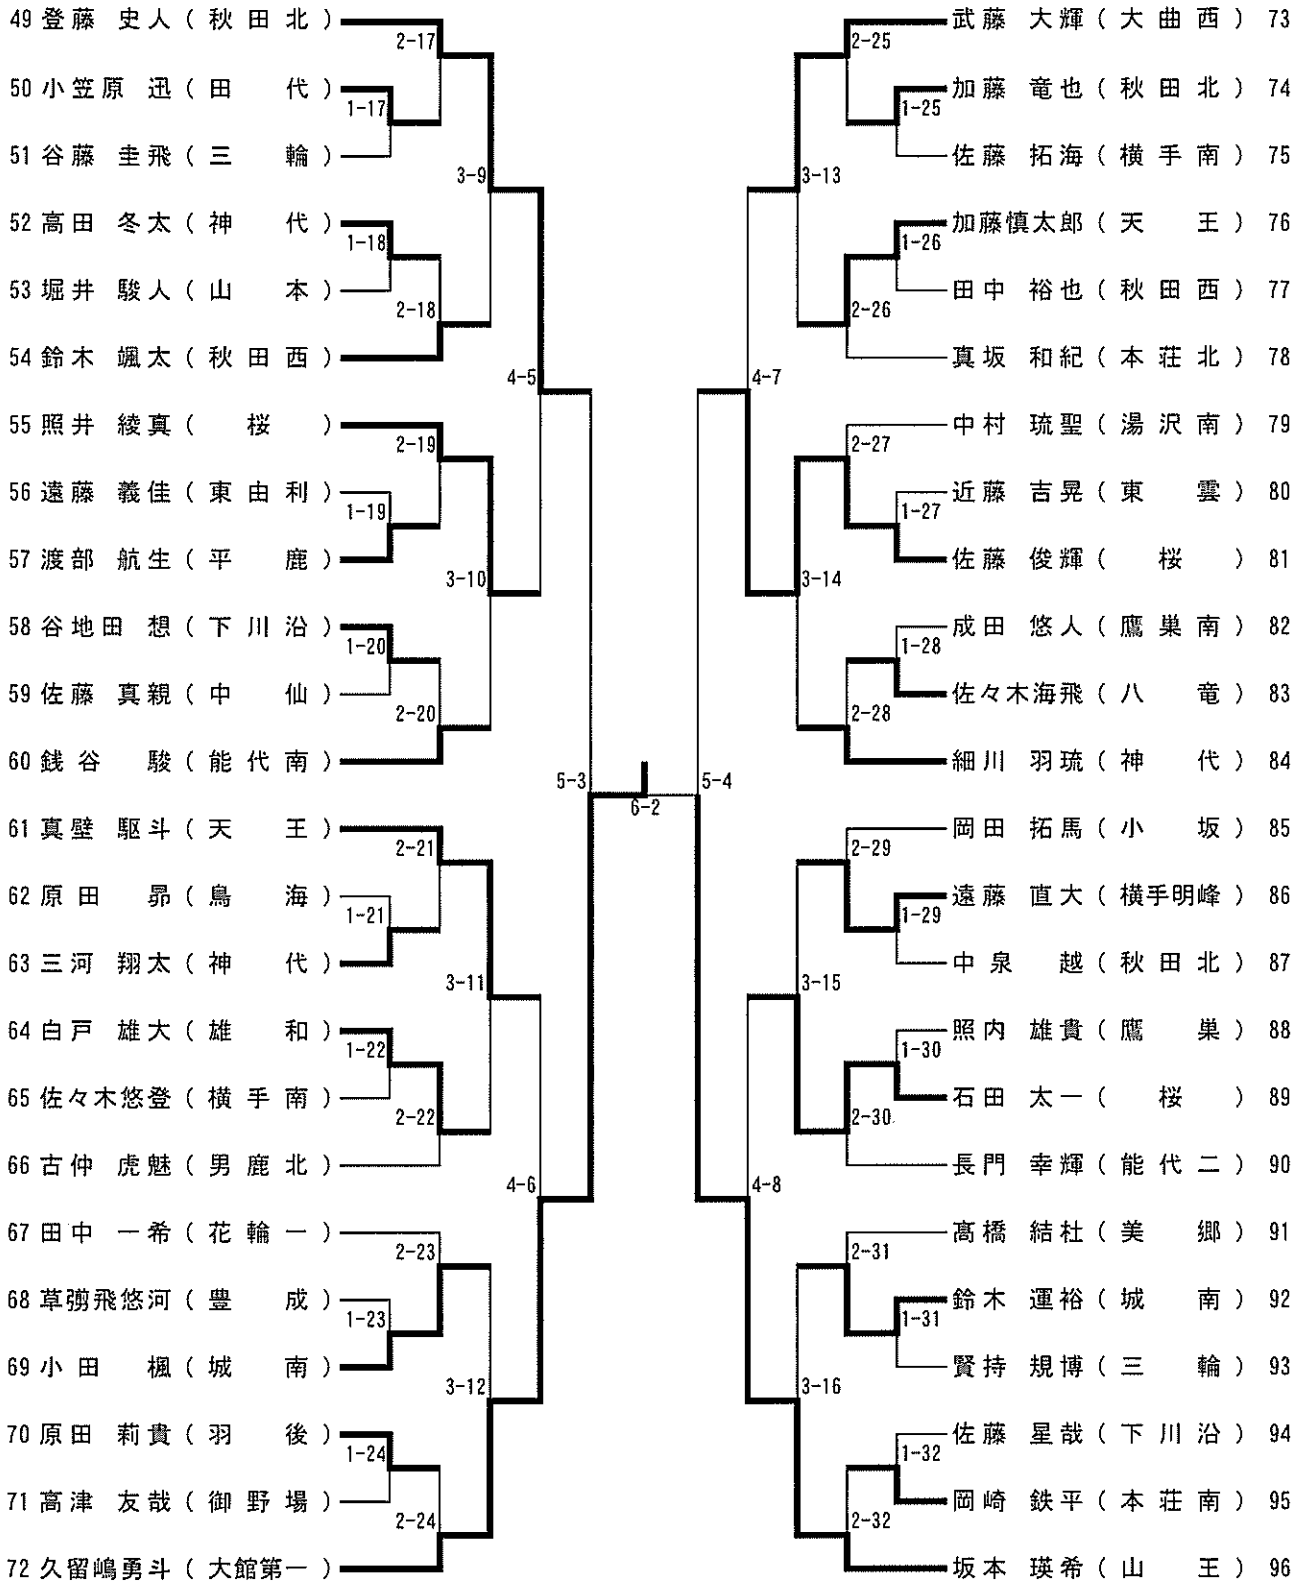 49 登藤 史人 ( 秋田北 )
2-17
50 小笠原 迅 ( 田代 )
1-17
51 谷藤 圭飛 ( 三輪 )
3-9
52 高田 冬太 ( 神代 )
1-18
53 堀井 駿人 ( 山本 )
2-18
54 鈴木 颯太 ( 秋田西 )
4-5
55 照井 綾真 ( 桜 )
2-19
56 遠藤 義佳 ( 東由利 )
1-19
57 渡部 航生 ( 平鹿 )
3-10
58 谷地田 想 ( 下川沿 )
1-20
59 佐藤 真親 ( 中仙 )
2-20
60 銭谷 駿 ( 能代南 )
5-3
61 真壁 駆斗 ( 天王 )
2-21
62 原田 昴 ( 鳥海 )
1-21
63 三河 翔太 ( 神代 )
3-11
64 白戸 雄大 ( 雄和 )
1-22
65 佐々木悠登 ( 横手南 )
2-22
66 古仲 虎魅 ( 男鹿北 )
4-6
67 田中 一希 ( 花輪一 )
2-23
68 草彅飛悠河 ( 豊成 )
1-23
69 小田 楓 ( 城南 )
3-12
70 原田 莉貴 ( 羽後 )
1-24
71 高津 友哉 ( 御野場 )
2-24
72 久留嶋勇斗 ( 大館第一 )
6-2
武藤 大輝 ( 大曲西 ) 73
2-25
加藤 竜也 ( 秋田北 ) 74
1-25
佐藤 拓海 ( 横手南 ) 75
3-13
加藤慎太郎 ( 天王 ) 76
1-26
田中 裕也 ( 秋田西 ) 77
2-26
真坂 和紀 ( 本荘北 ) 78
4-7
中村 琉聖 ( 湯沢南 ) 79
2-27
近藤 吉晃 ( 東雲 ) 80
1-27
佐藤 俊輝 ( 桜 ) 81
3-14
成田 悠人 ( 鷹巣南 ) 82
1-28
佐々木海飛 ( 八竜 ) 83
2-28
細川 羽琉 ( 神代 ) 84
5-4
岡田 拓馬 ( 小坂 ) 85
2-29
遠藤 直大 ( 横手明峰 ) 86
1-29
中泉 越 ( 秋田北 ) 87
3-15
照内 雄貴 ( 鷹巣 ) 88
1-30
石田 太一 ( 桜 ) 89
2-30
長門 幸輝 ( 能代二 ) 90
4-8
髙橋 結杜 ( 美郷 ) 91
2-31
鈴木 運裕 ( 城南 ) 92
1-31
賢持 規博 ( 三輪 ) 93
3-16
佐藤 星哉 ( 下川沿 ) 94
1-32
岡崎 鉄平 ( 本荘南 ) 95
2-32
坂本 瑛希 ( 山王 ) 96